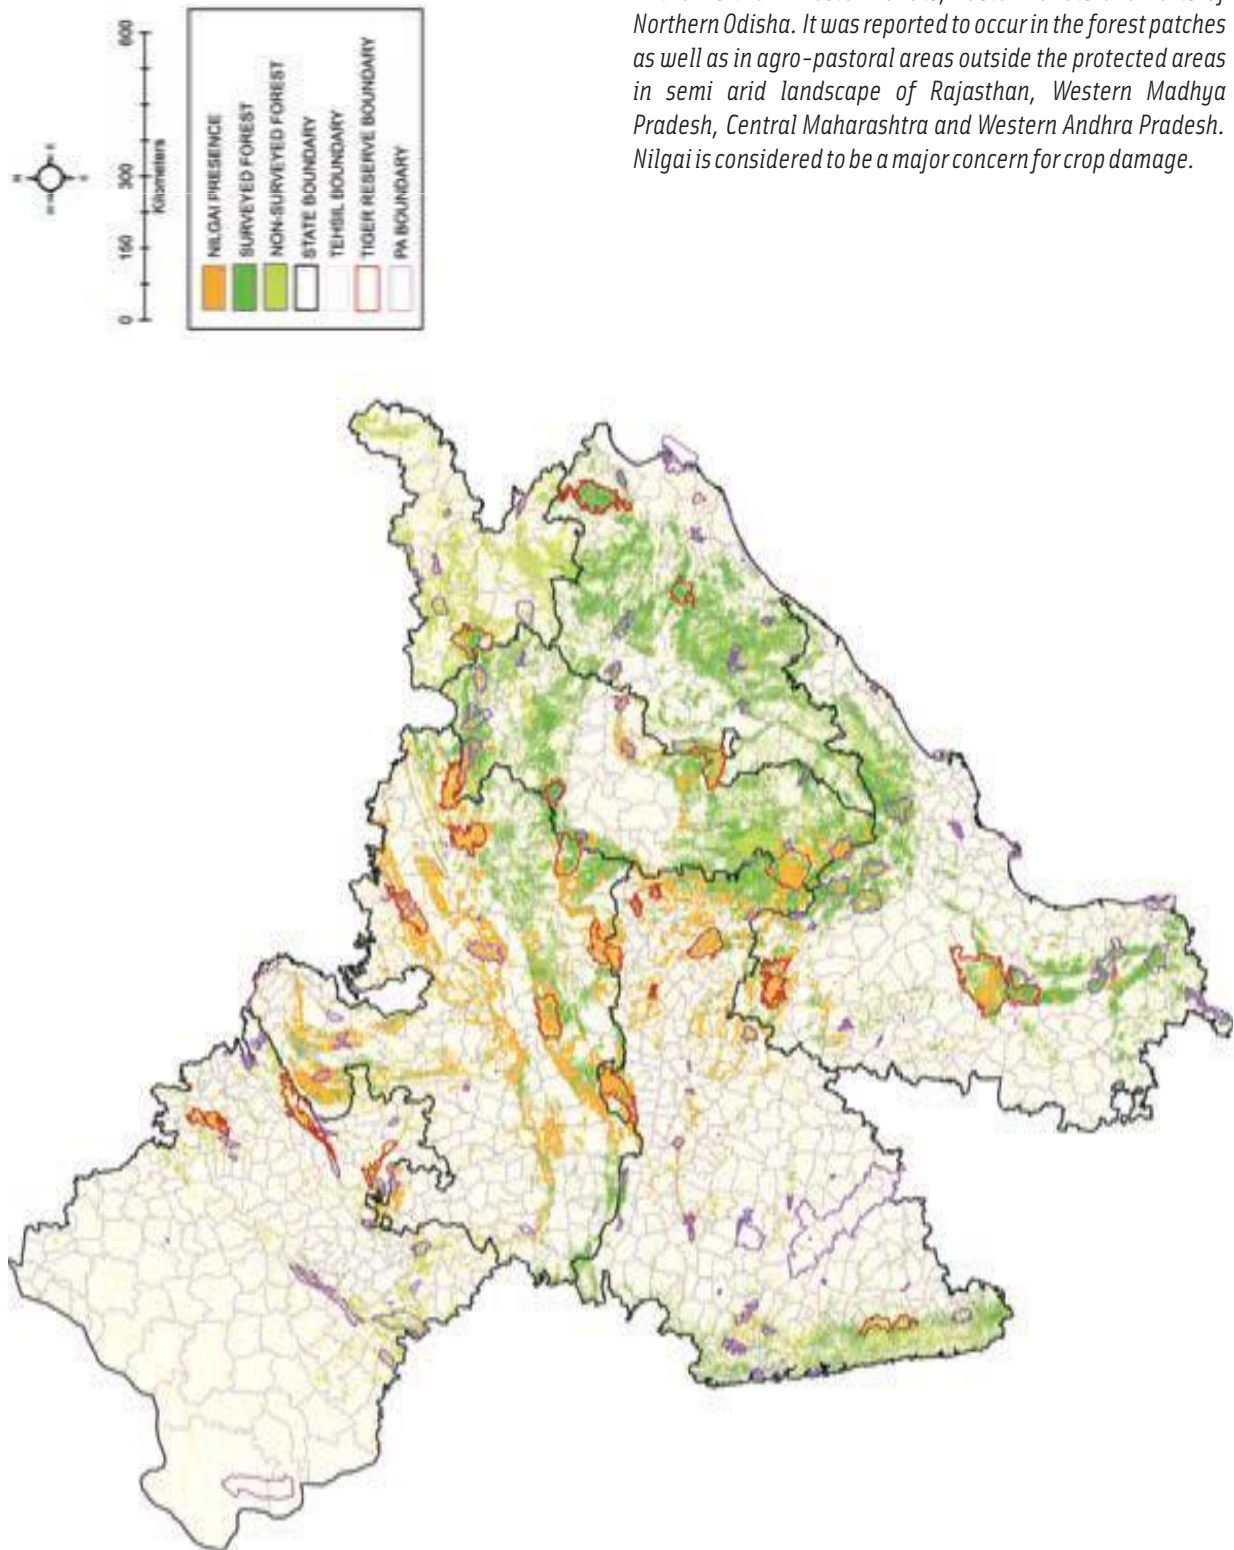 Northern Odisha. It was reported to occur in the forest patches
as well as in agro-pastoral areas outside the protected areas
in semi arid landscape of Rajasthan, Western Madhya
Pradesh, Central Maharashtra and Western Andhra Pradesh.
Nilgai is considered to be a major concern for crop damage.
0 150 300 600
Kilometers
NILGAI PRESENCE
SURVEYED FOREST
NON-SURVEYED FOREST
STATE BOUNDARY
TEHSIL BOUNDARY
TIGER RESERVE BOUNDARY
PA BOUNDARY